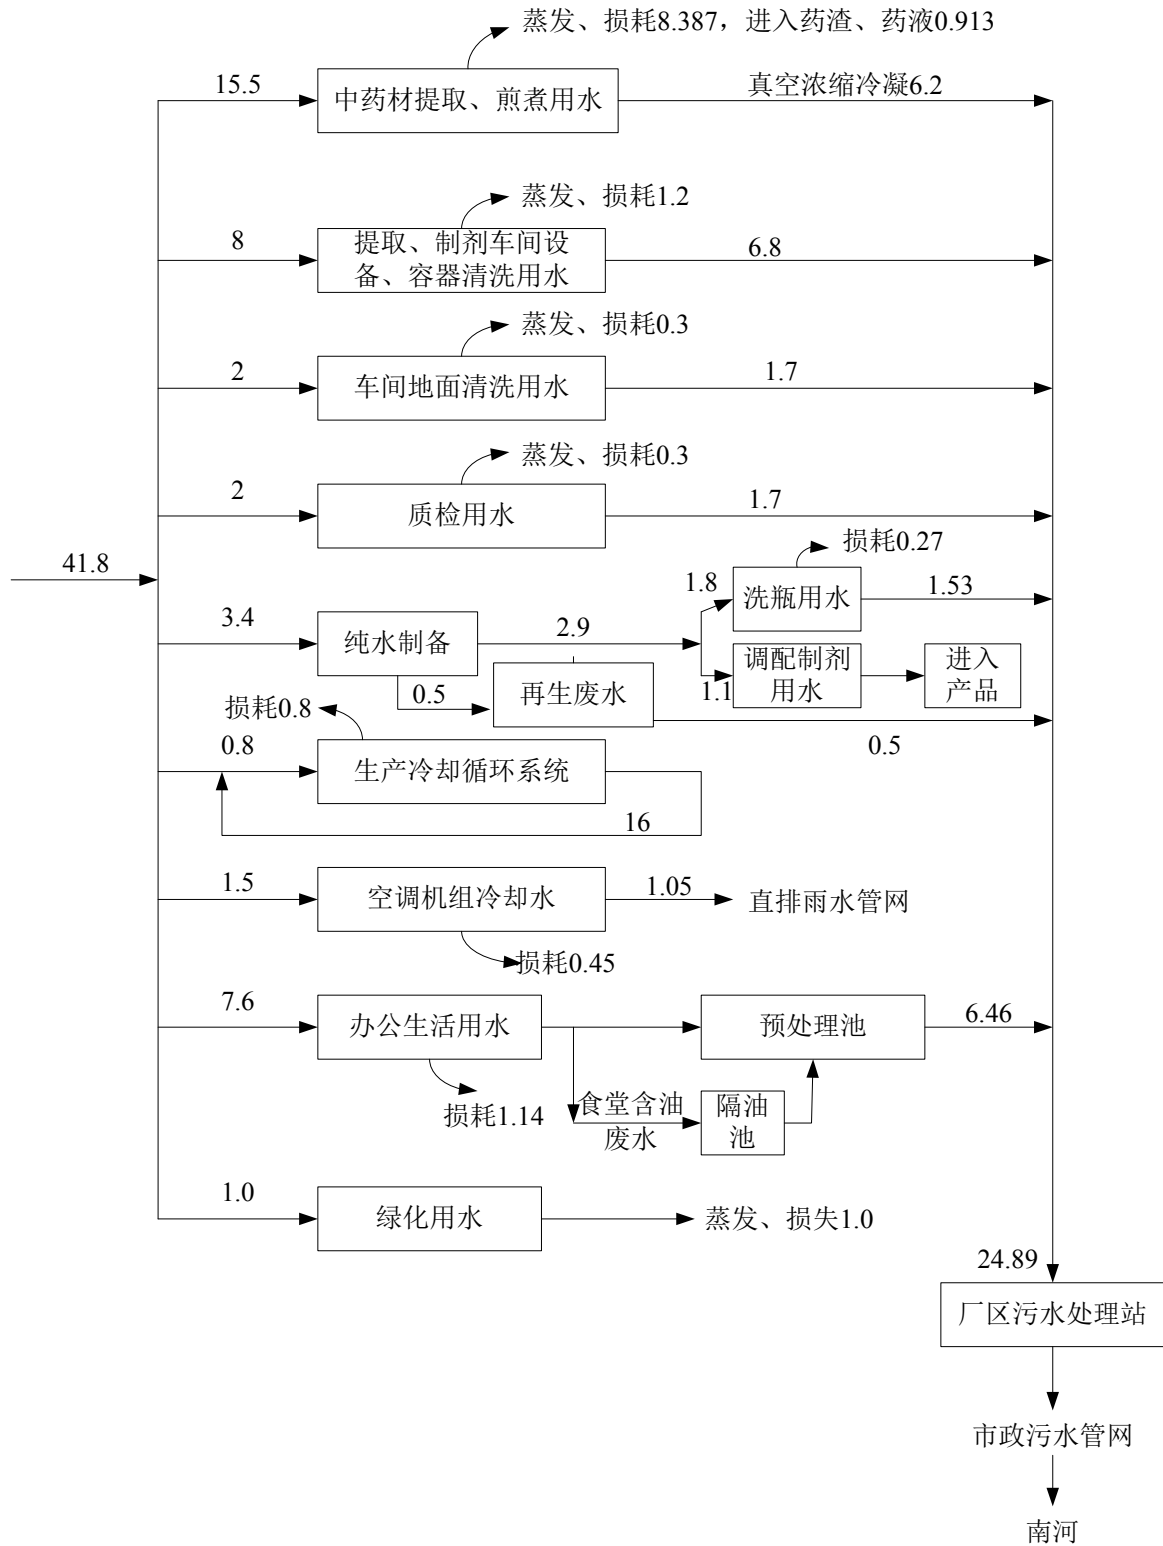 蒸发、损耗8.387，进入药渣、药液0.913
15.5
中药材提取、煎煮用水
真空浓缩冷凝6.2
蒸发、损耗1.2
8
提取、制剂车间设
备、容器清洗用水
6.8
蒸发、损耗0.3
2
车间地面清洗用水
1.7
蒸发、损耗0.3
2
质检用水
1.7
41.8
损耗0.27
1.8
洗瓶用水
1.53
3.4
纯水制备
2.9
调配制剂
用水
进入
产品
1.1
0.5
再生废水
0.5
损耗0.8
0.8
生产冷却循环系统
16
1.5
空调机组冷却水
1.05
直排雨水管网
损耗0.45
7.6
办公生活用水
预处理池
6.46
损耗1.14
食堂含油
废水
隔油
池
1.0
绿化用水
蒸发、损失1.0
24.89
厂区污水处理站
市政污水管网
南河